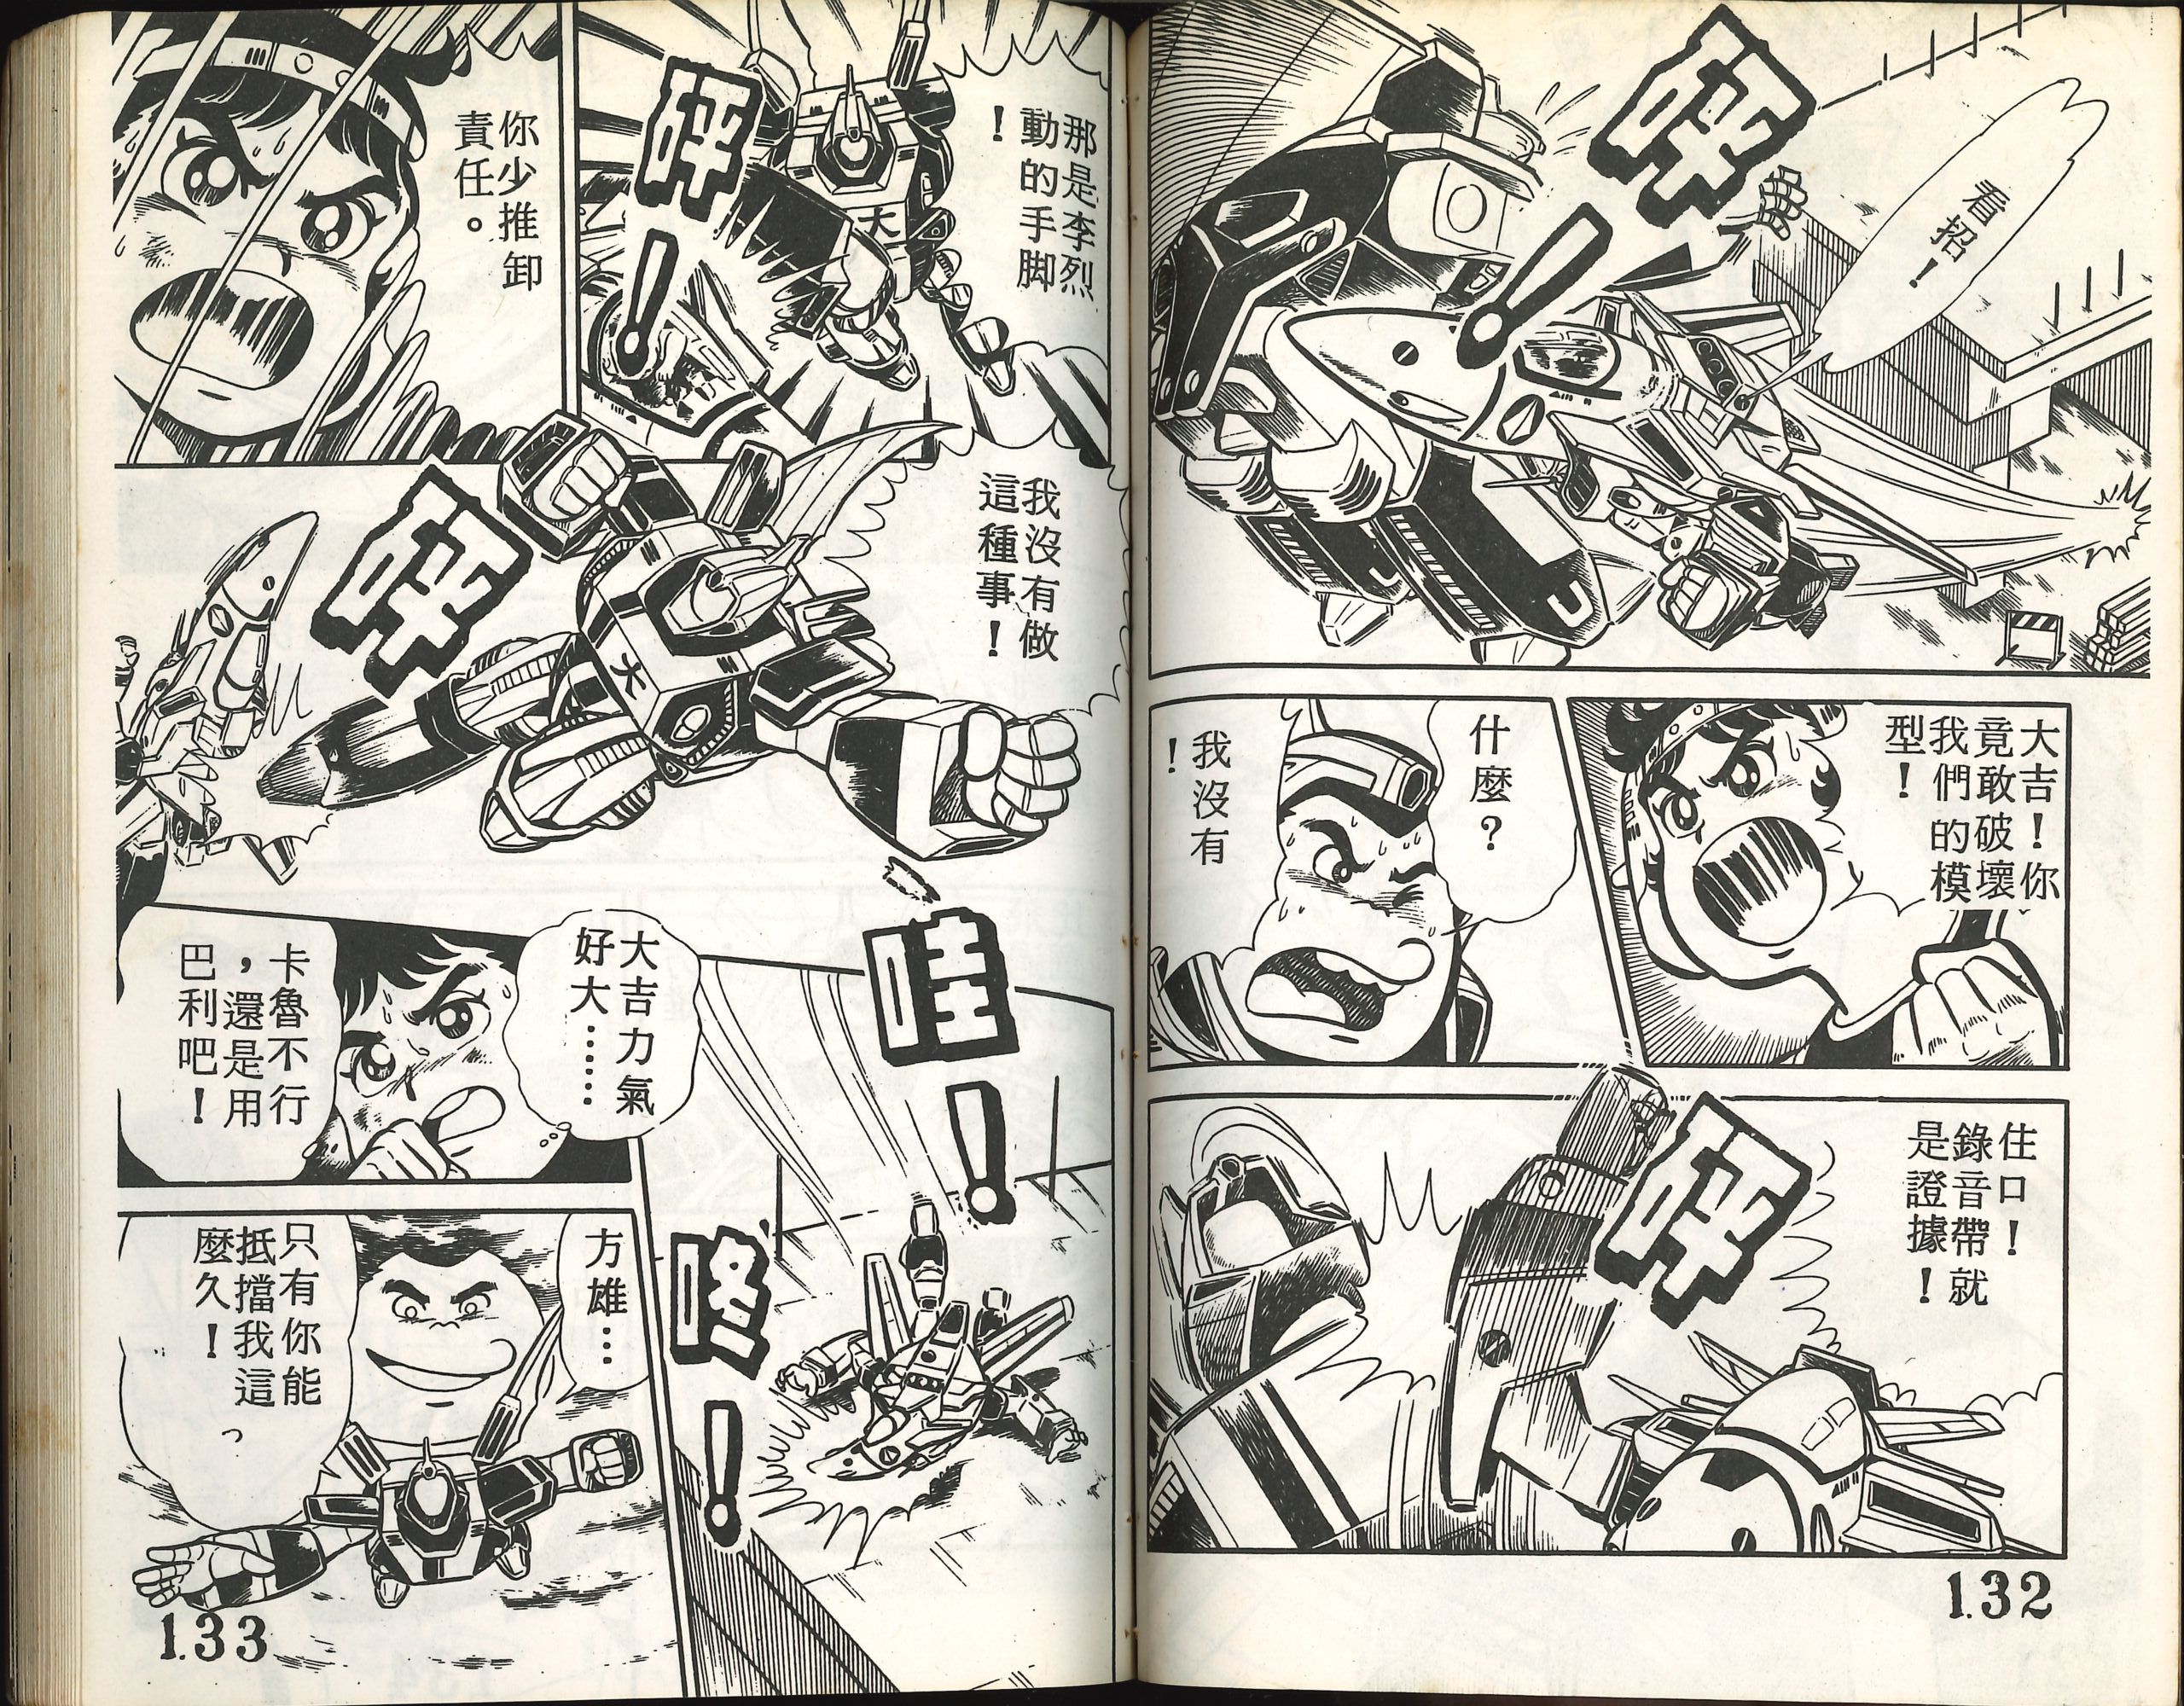 看招！
砰！
大吉！你
竟敢破壞
我們的模
型！
什麼？
我沒有
！
住口！
錄音帶就
是證據！
砰
132
那是李烈
動的手脚
！
砰！
你少推卸
責任。
大
我沒有做
這種事！
砰
大
哇！
咚！
大吉力氣
好大……
卡魯不行
，還是用
巴利吧！
方雄…
只有你能
抵擋我這
麼久！
133